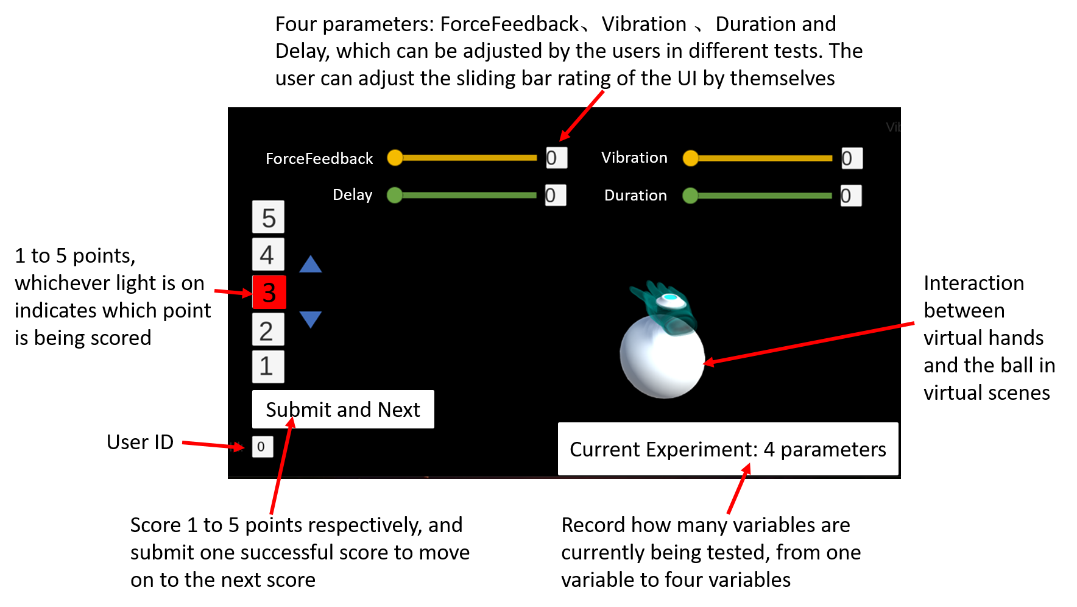 Four parameters: ForceFeedback、Vibration 、Duration and
Delay, which can be adjusted by the users in different tests. The
user can adjust the sliding bar rating of the UI by themselves
ForceFeedback 0 Vibration 0
Delay 0 Duration 0
5
4
3
2
1
1 to 5 points,
whichever light is on
indicates which point
is being scored
Interaction
between
virtual hands
and the ball in
virtual scenes
Submit and Next
User ID 0
Current Experiment: 4 parameters
Score 1 to 5 points respectively, and
submit one successful score to move
on to the next score
Record how many variables are
currently being tested, from one
variable to four variables